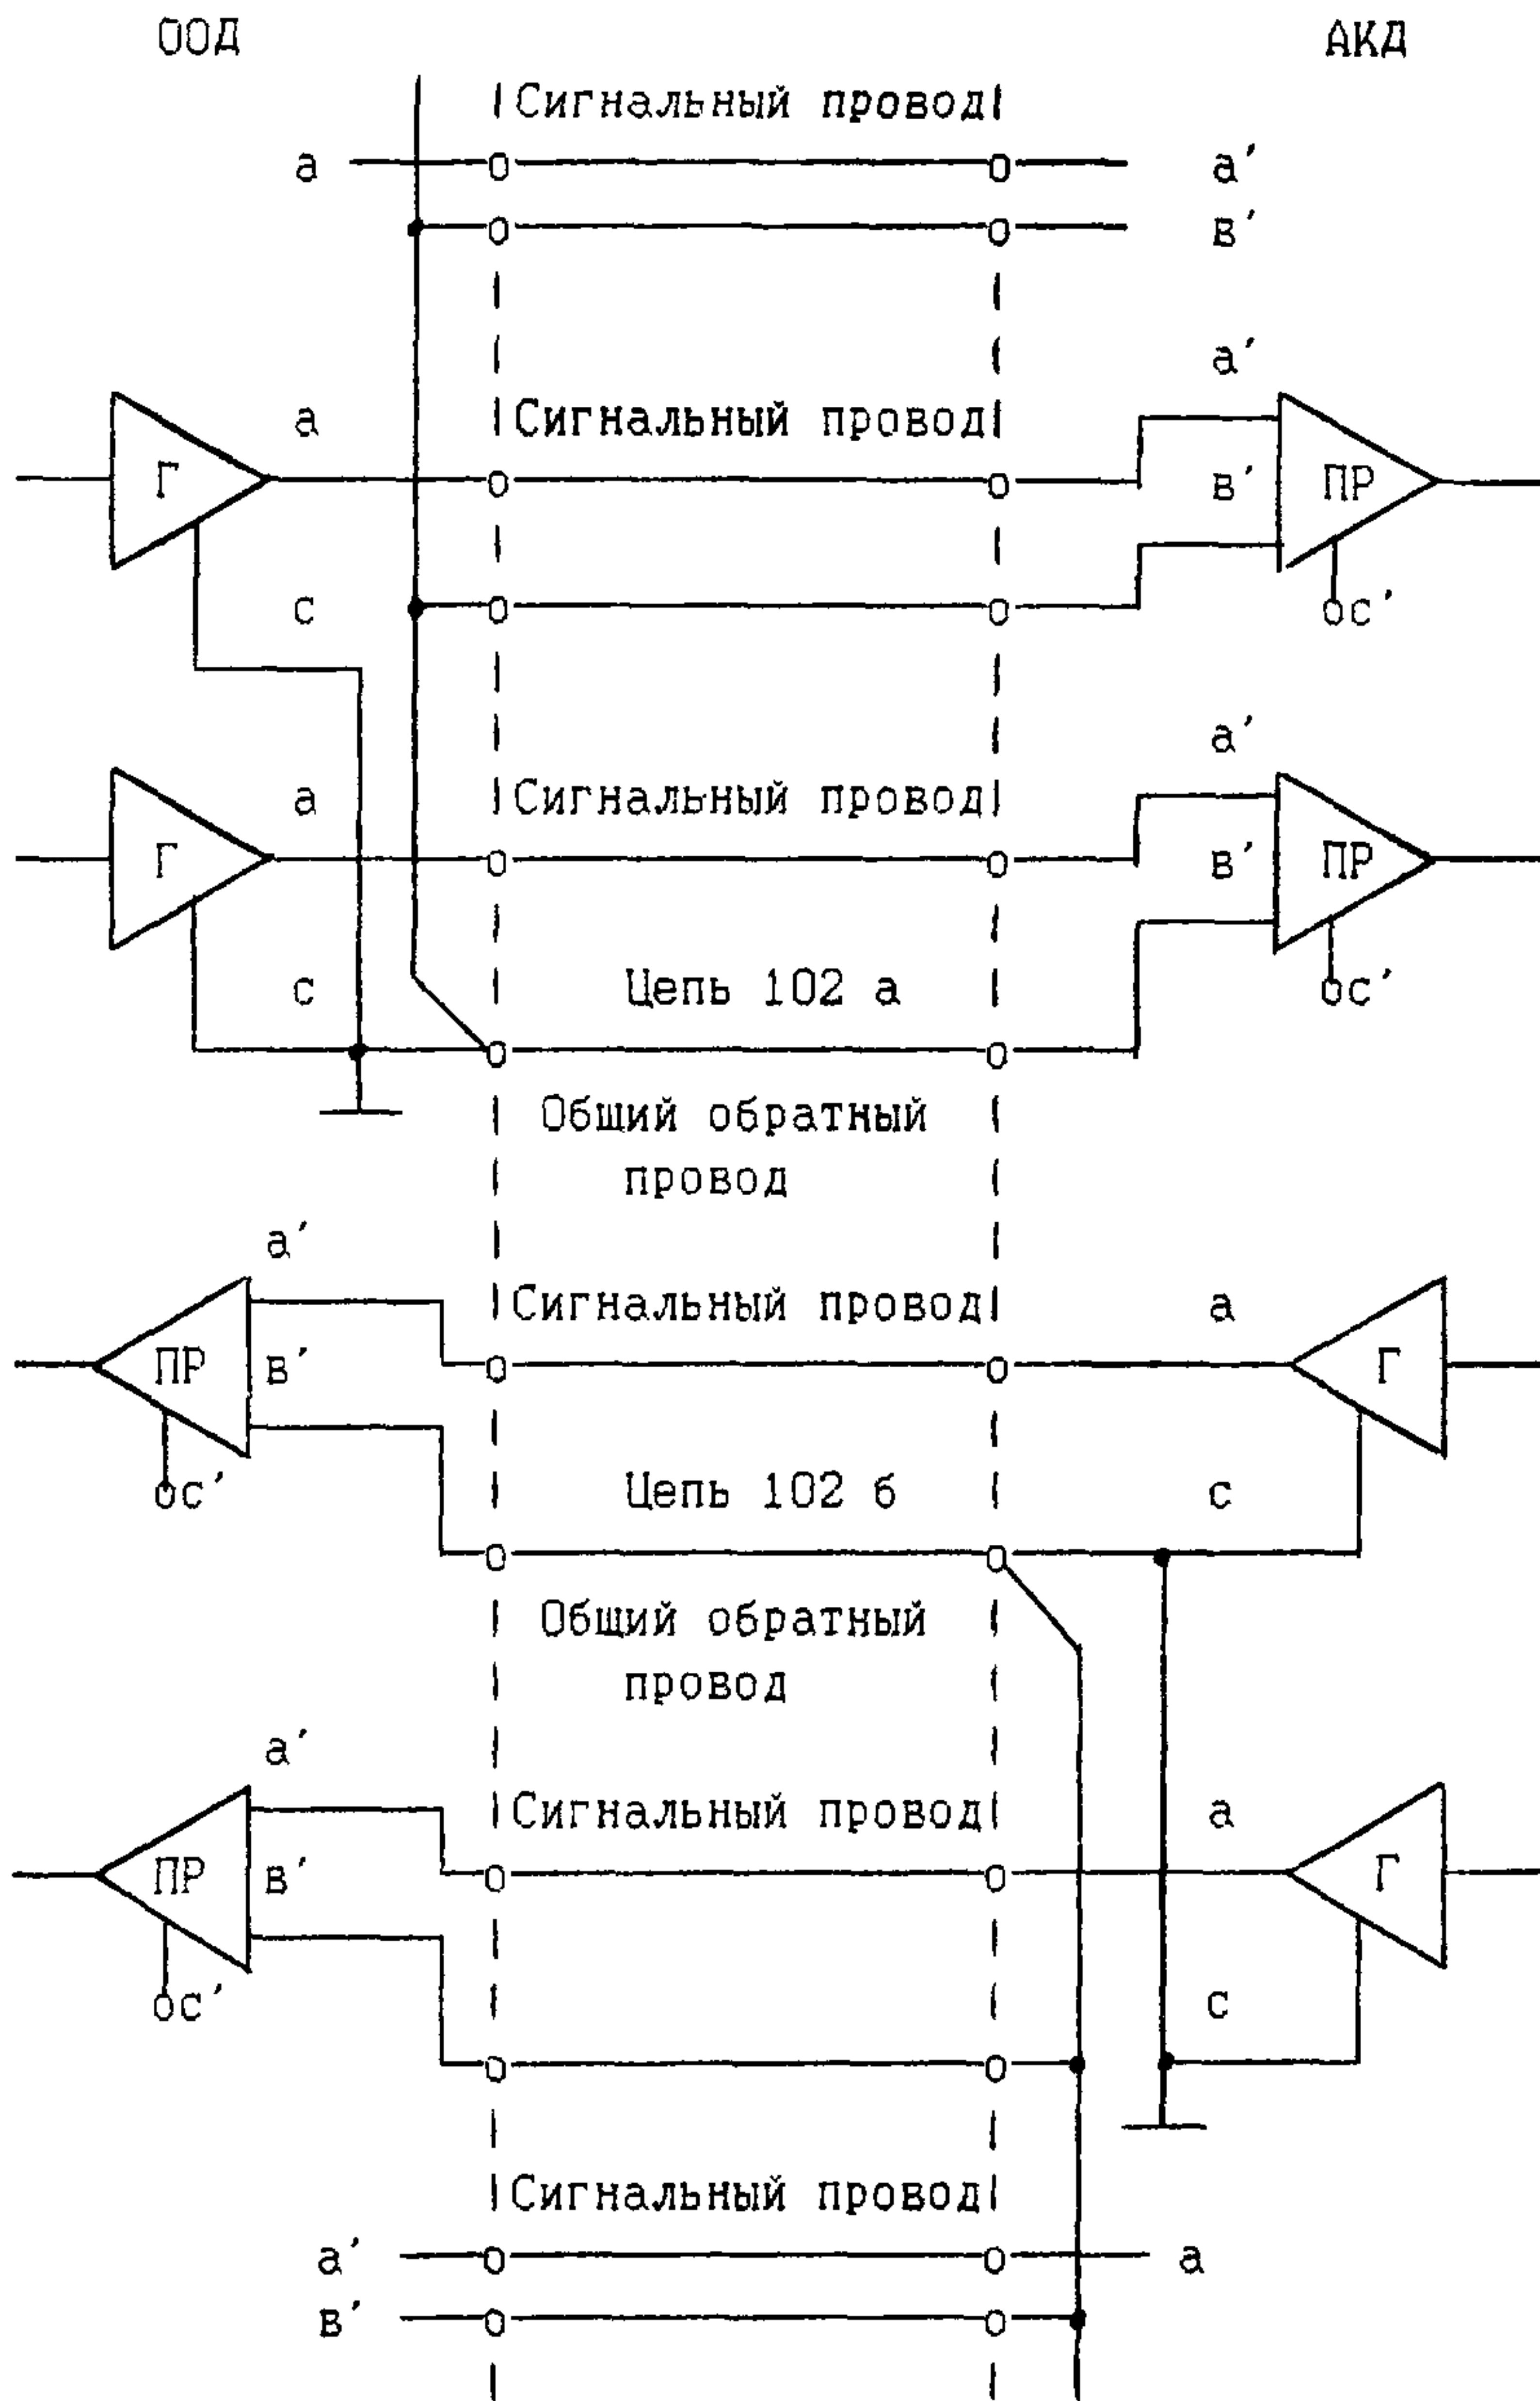 ООД АКД
Сигнальный провод
а а'
в'
а'
а Сигнальный провод
Г в' ПР
с ос'
а'
а Сигнальный провод
Г в' ПР
с Цепь 102 а ос'
Общий обратный
провод
а'
Сигнальный провод а
ПР в' Г
ос' Цепь 102 б с
Общий обратный
провод
а'
Сигнальный провод а
ПР в' Г
ос' с
Сигнальный провод
а' а
в'